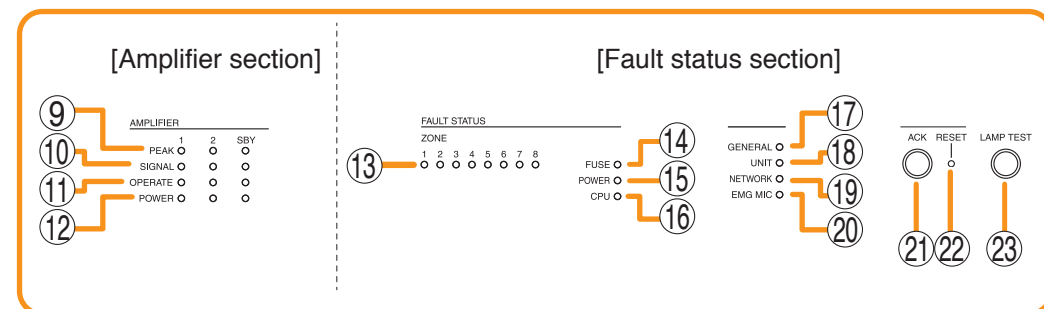 [Amplifier section]
[Fault status section]
9
10
11
12
AMPLIFIER
1 2 SBY
PEAK
SIGNAL
OPERATE
POWER
13
FAULT STATUS
ZONE
1 2 3 4 5 6 7 8
FUSE
POWER
CPU
14
15
16
GENERAL
UNIT
NETWORK
EMG MIC
17
18
19
20
ACK RESET LAMP TEST
21 22 23